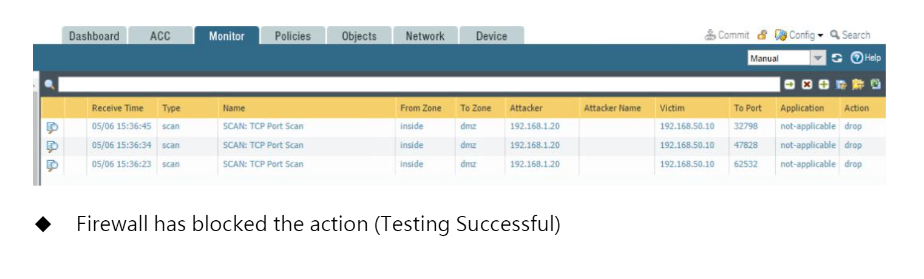 Dashboard ACC Monitor Policies Objects Network Device Commit Config Search
Manual Help
Receive Time Type Name From Zone To Zone Attacker Attacker Name Victim To Port Application Action
05/06 15:36:45 scan SCAN: TCP Port Scan inside dmz 192.168.1.20 192.168.50.10 32798 not-applicable drop
05/06 15:36:34 scan SCAN: TCP Port Scan inside dmz 192.168.1.20 192.168.50.10 47828 not-applicable drop
05/06 15:36:23 scan SCAN: TCP Port Scan inside dmz 192.168.1.20 192.168.50.10 62532 not-applicable drop
◆ Firewall has blocked the action (Testing Successful)